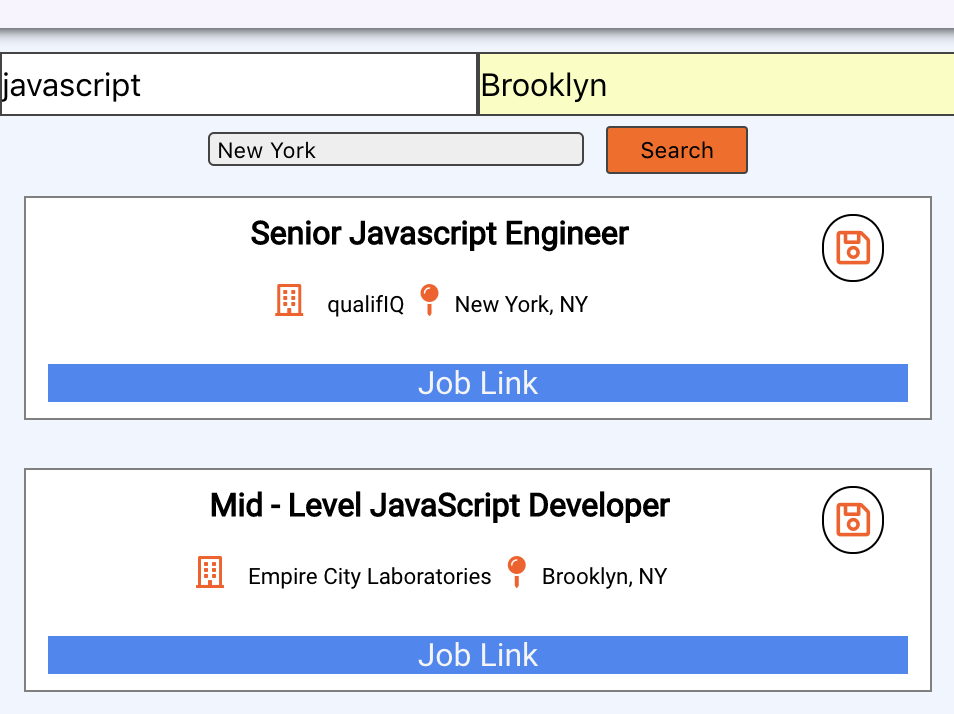 javascript Brooklyn
New York Search
Senior Javascript Engineer
qualifIQ New York, NY
Job Link
Mid - Level JavaScript Developer
Empire City Laboratories Brooklyn, NY
Job Link